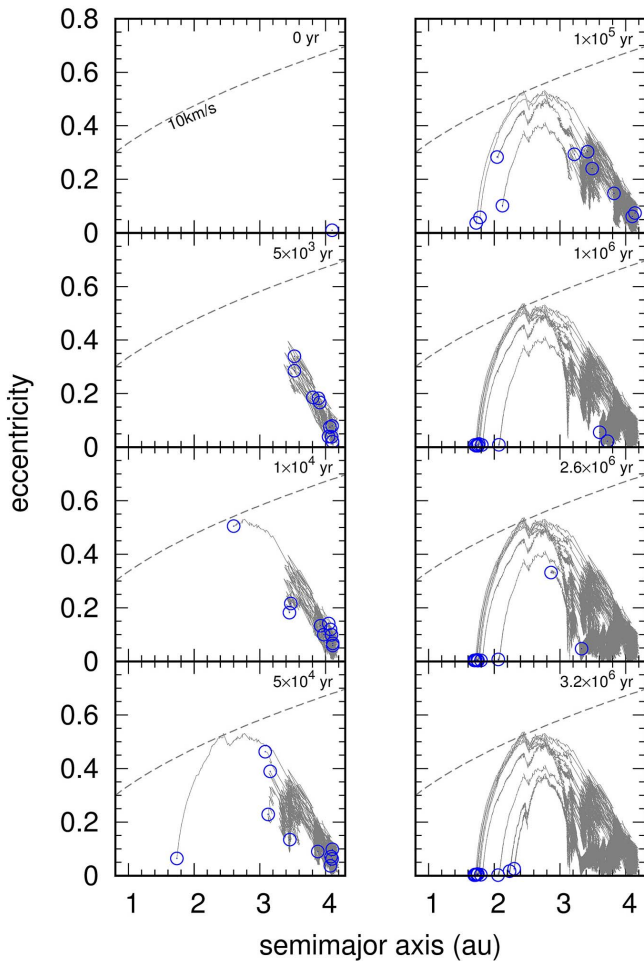 0.8
0.6
0.4
0.2
0
0 yr
10km/s
1×10⁵ yr
0.6
0.4
0.2
0
5×10³ yr
1×10⁶ yr
0.6
0.4
0.2
0
1×10⁴ yr
2.6×10⁶ yr
0.6
0.4
0.2
0
5×10⁴ yr
3.2×10⁶ yr
eccentricity
1 2 3 4
1 2 3 4
semimajor axis (au)
semimajor axis (au)